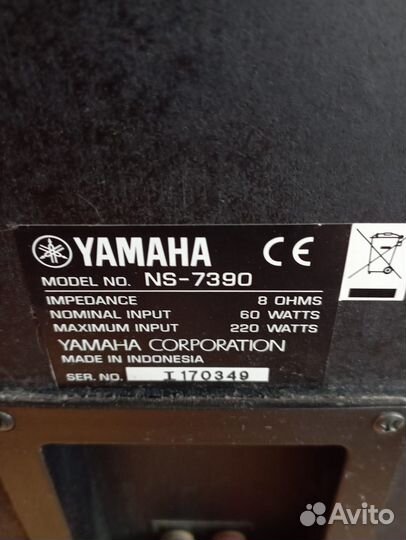 YAMAHA CE
MODEL NO. NS-7390
IMPEDANCE 8 OHMS
NOMINAL INPUT 60 WATTS
MAXIMUM INPUT 220 WATTS
YAMAHA CORPORATION
MADE IN INDONESIA
SER. NO. I170349
Avito